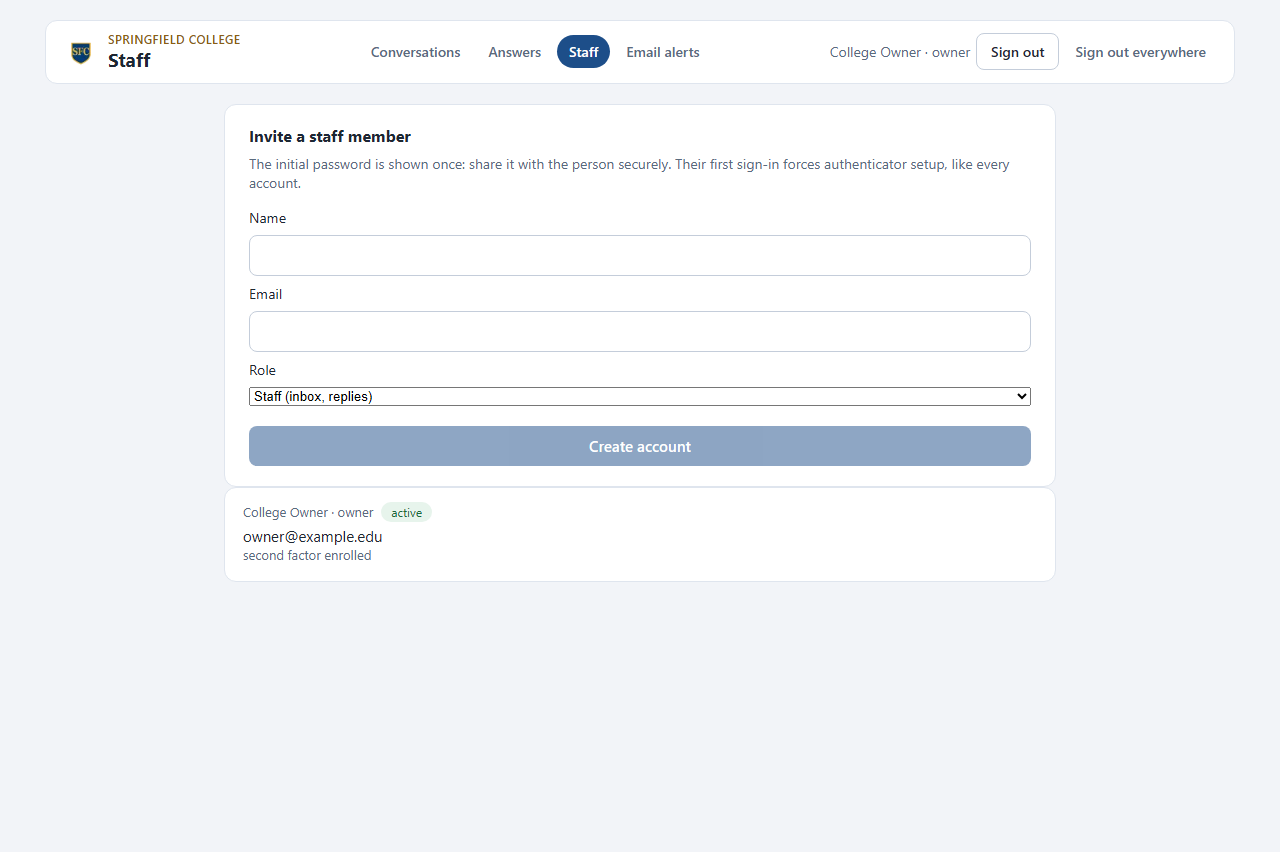 SFC
SPRINGFIELD COLLEGE
Staff
Conversations
Answers
Staff
Email alerts
College Owner · owner
Sign out
Sign out everywhere
Invite a staff member
The initial password is shown once: share it with the person securely. Their first sign-in forces authenticator setup, like every
account.
Name
Email
Role
Staff (inbox, replies)
Create account
College Owner · owner
active
owner@example.edu
second factor enrolled